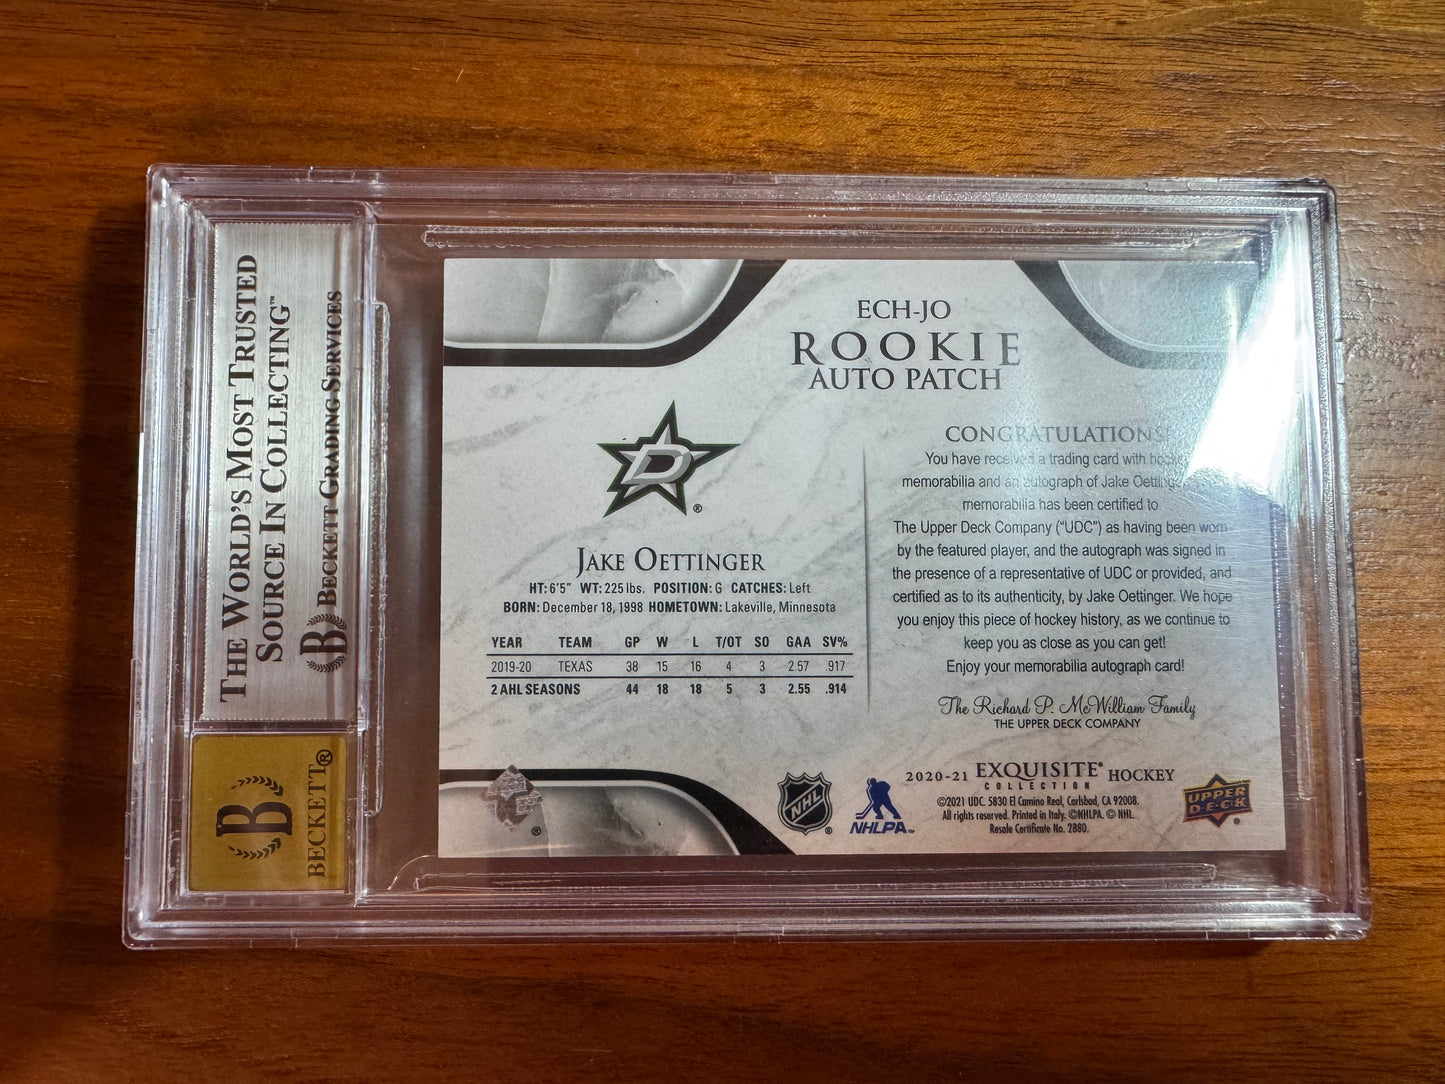 THE WORLD'S MOST TRUSTED
SOURCE IN COLLECTING™
B BECKETT GRADING SERVICES
B
BECKETT®
ECH-JO
ROOKIE
AUTO PATCH
D ®
JAKE OETTINGER
HT: 6'5" WT: 225 lbs. POSITION: G CATCHES: Left
BORN: December 18, 1998 HOMETOWN: Lakeville, Minnesota
YEAR TEAM GP W L T/OT SO GAA SV%
2019-20 TEXAS 38 15 16 4 3 2.57 .917
2 AHL SEASONS 44 18 18 5 3 2.55 .914
CONGRATULATIONS!
You have received a trading card with
memorabilia and an autograph of Jake
memorabilia has been certified to
The Upper Deck Company ("UDC") as having been worn
by the featured player, and the autograph was signed in
the presence of a representative of UDC or provided, and
certified as to its authenticity, by Jake Oettinger. We hope
you enjoy this piece of hockey history, as we continue to
keep you as close as you can get!
Enjoy your memorabilia autograph card!
The Richard P. McWilliam Family
THE UPPER DECK COMPANY
®
NHL ®
NHLPA™
2020-21 EXQUISITE® HOCKEY
COLLECTION
©2021 UDC. 5830 El Camino Real, Carlsbad, CA 92008.
All rights reserved. Printed in Italy. ©NHLPA. © NHL.
Resale Certificate No. 2880.
UPPER
DECK
®